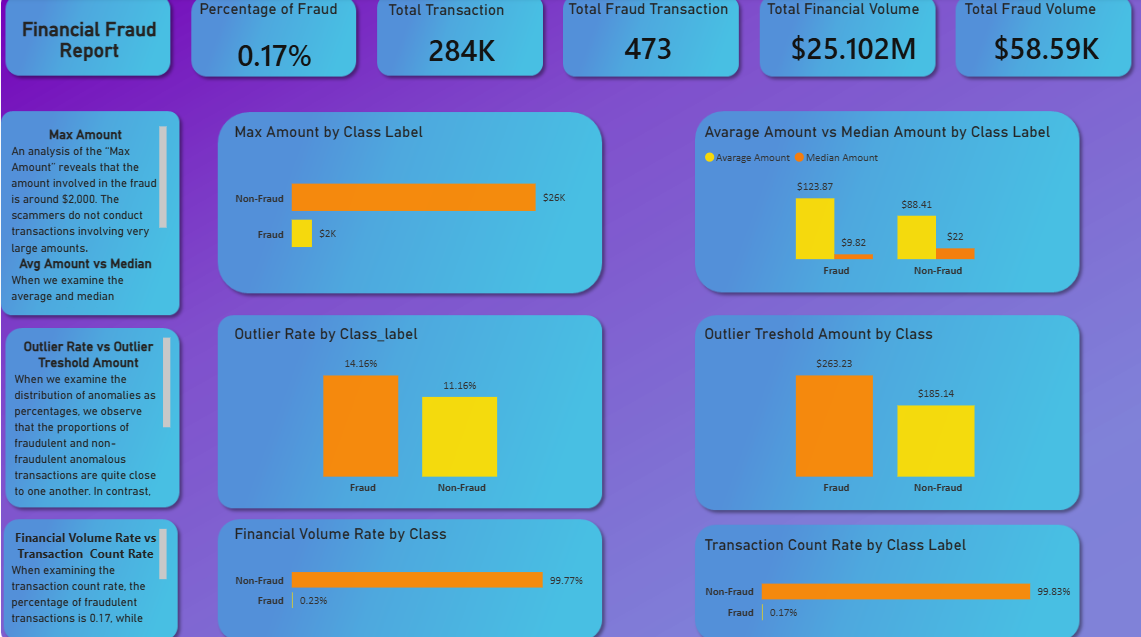 Financial Fraud
Report
Percentage of Fraud
0.17%
Total Transaction
284K
Total Fraud Transaction
473
Total Financial Volume
$25.102M
Total Fraud Volume
$58.59K
Max Amount
An analysis of the "Max
Amount" reveals that the
amount involved in the fraud
is around $2,000. The
scammers do not conduct
transactions involving very
large amounts.
Avg Amount vs Median
When we examine the
average and median
Max Amount by Class Label
Non-Fraud
$26K
Fraud
$2K
Avarage Amount vs Median Amount by Class Label
Avarage Amount
Median Amount
$123.87
$9.82
$88.41
$22
Fraud
Non-Fraud
Outlier Rate vs Outlier
Treshold Amount
When we examine the
distribution of anomalies as
percentages, we observe
that the proportions of
fraudulent and non-
fraudulent anomalous
transactions are quite close
to one another. In contrast,
Outlier Rate by Class_label
14.16%
11.16%
Fraud
Non-Fraud
Outlier Treshold Amount by Class
$263.23
$185.14
Fraud
Non-Fraud
Financial Volume Rate vs
Transaction Count Rate
When examining the
transaction count rate, the
percentage of fraudulent
transactions is 0.17, while
Financial Volume Rate by Class
Non-Fraud
99.77%
Fraud
0.23%
Transaction Count Rate by Class Label
Non-Fraud
99.83%
Fraud
0.17%